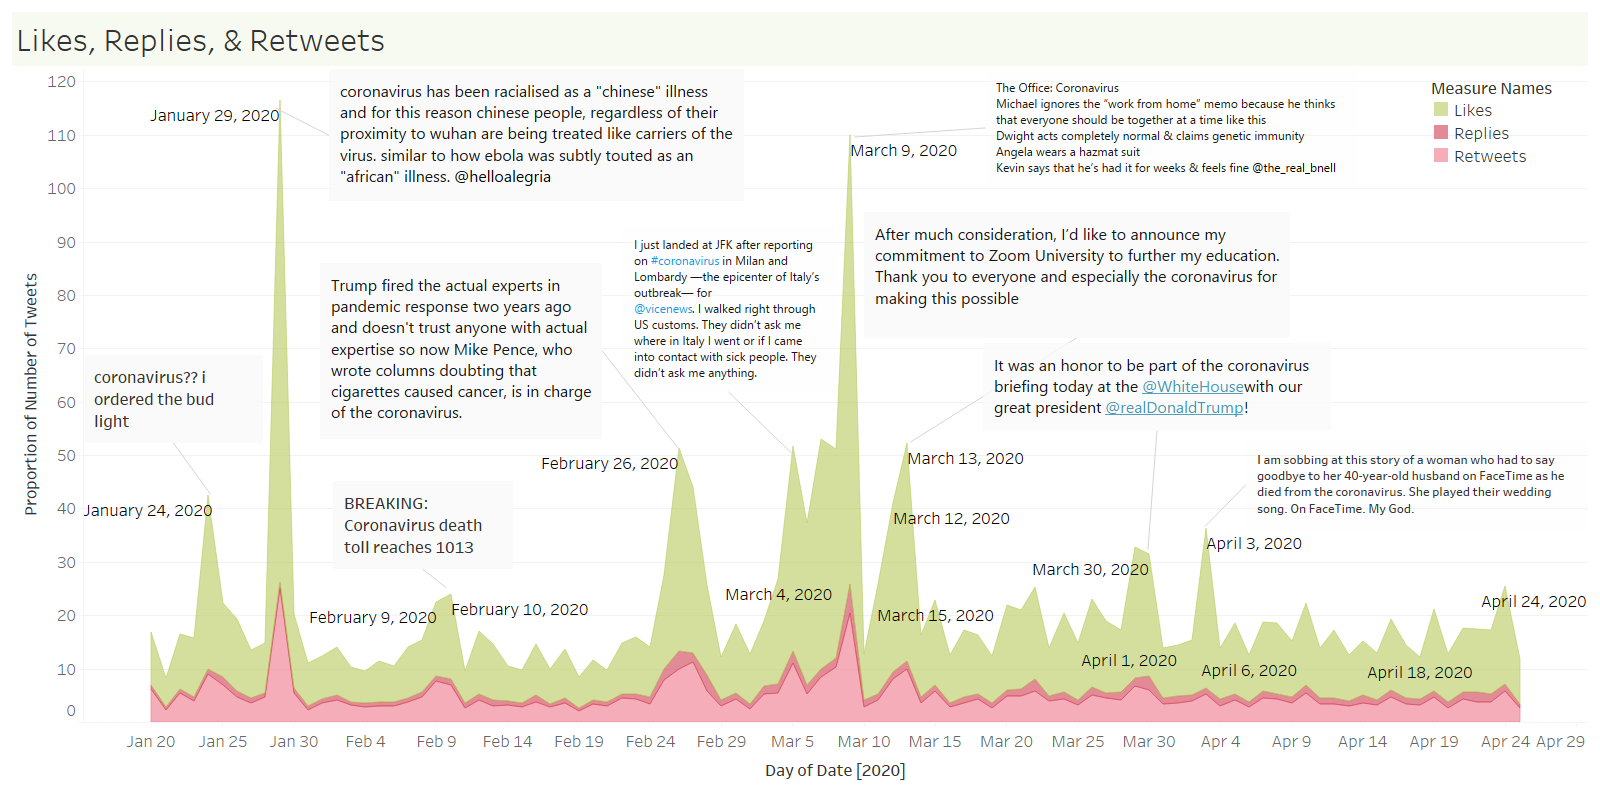 Likes, Replies, & Retweets
Proportion of Number of Tweets
120
110
100
90
80
70
60
50
40
30
20
10
0
January 29, 2020
coronavirus has been racialised as a "chinese" illness
and for this reason chinese people, regardless of their
proximity to wuhan are being treated like carriers of the
virus. similar to how ebola was subtly touted as an
"african" illness. @helloalegria
The Office: Coronavirus
Michael ignores the “work from home” memo because he thinks
that everyone should be together at a time like this
Dwight acts completely normal & claims genetic immunity
Angela wears a hazmat suit
Kevin says that he’s had it for weeks & feels fine @the_real_bnell
March 9, 2020
Measure Names
Likes
Replies
Retweets
Trump fired the actual experts in
pandemic response two years ago
and doesn't trust anyone with actual
expertise so now Mike Pence, who
wrote columns doubting that
cigarettes caused cancer, is in charge
of the coronavirus.
I just landed at JFK after reporting
on #coronavirus in Milan and
Lombardy —the epicenter of Italy’s
outbreak— for
@vicenews. I walked right through
US customs. They didn’t ask me
where in Italy I went or if I came
into contact with sick people. They
didn’t ask me anything.
After much consideration, I’d like to announce my
commitment to Zoom University to further my education.
Thank you to everyone and especially the coronavirus for
making this possible
coronavirus?? i
ordered the bud
light
It was an honor to be part of the coronavirus
briefing today at the @WhiteHousewith our
great president @realDonaldTrump!
January 24, 2020
BREAKING:
Coronavirus death
toll reaches 1013
February 26, 2020
March 13, 2020
I am sobbing at this story of a woman who had to say
goodbye to her 40-year-old husband on FaceTime as he
died from the coronavirus. She played their wedding
song. On FaceTime. My God.
March 12, 2020
April 3, 2020
March 30, 2020
February 9, 2020
February 10, 2020
March 4, 2020
March 15, 2020
April 24, 2020
April 1, 2020
April 6, 2020
April 18, 2020
Jan 20
Jan 25
Jan 30
Feb 4
Feb 9
Feb 14
Feb 19
Feb 24
Feb 29
Mar 5
Mar 10
Mar 15
Mar 20
Mar 25
Mar 30
Apr 4
Apr 9
Apr 14
Apr 19
Apr 24
Apr 29
Day of Date [2020]